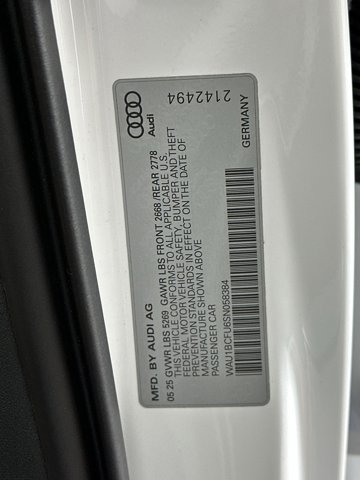 MFD. BY AUDI AG
05 25 GVWR LBS 5269 GAWR LBS FRONT 2668 /REAR 2778
THIS VEHICLE CONFORMS TO ALL APPLICABLE U.S.
FEDERAL MOTOR VEHICLE SAFETY, BUMPER AND THEFT
PREVENTION STANDARDS IN EFFECT ON THE DATE OF
MANUFACTURE SHOWN ABOVE
PASSENGER CAR
WAU1BCFU6SN058384
GERMANY
Audi
2142494